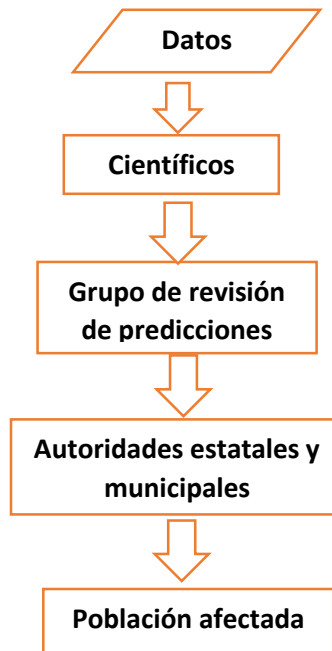 Datos
Científicos
Grupo de revisión
de predicciones
Autoridades estatales y
municipales
Población afectada